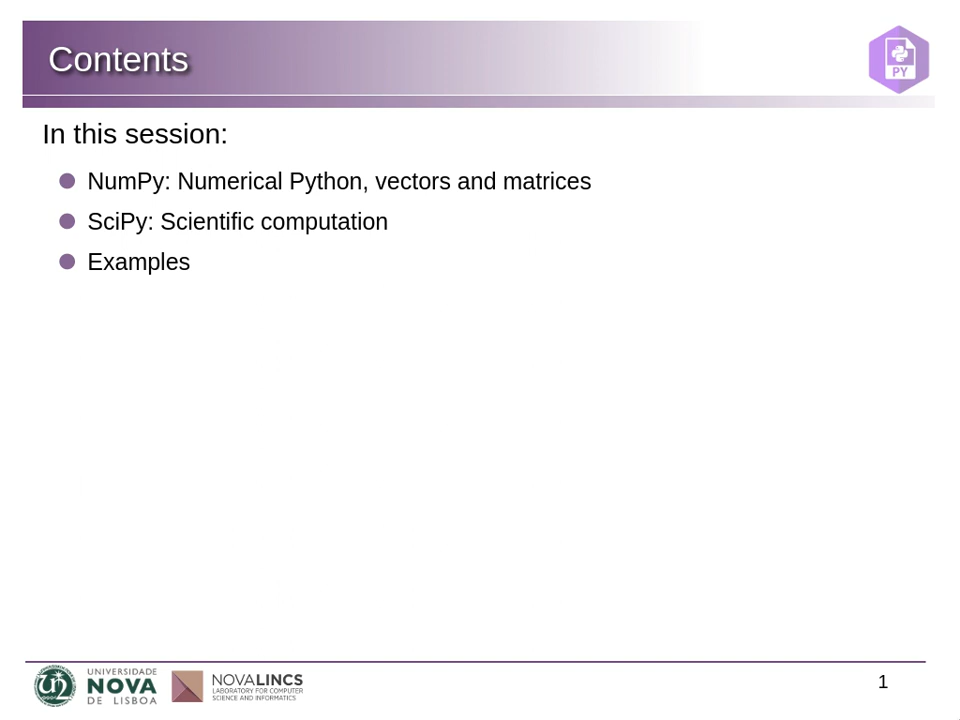 Contents
PY
In this session:
NumPy: Numerical Python, vectors and matrices
SciPy: Scientific computation
Examples
UNIVERSIDADE
NOVA
DE LISBOA
NOVALINCS
LABORATORY FOR COMPUTER
SCIENCE AND INFORMATICS
1